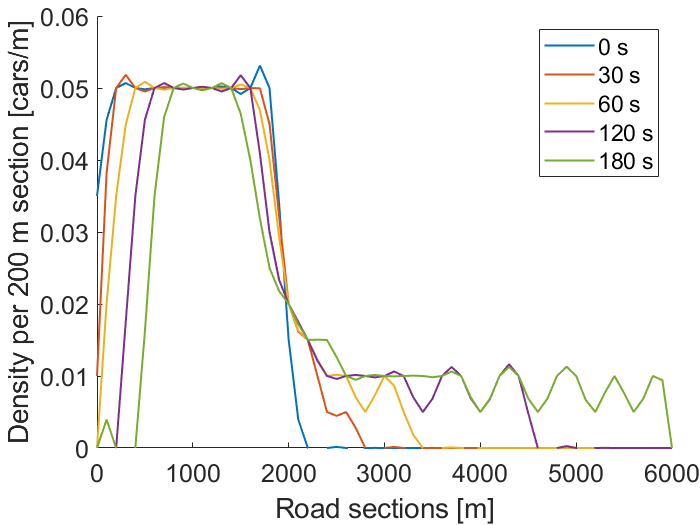 Density per 200 m section [cars/m]
0.06
0.05
0.04
0.03
0.02
0.01
0
0 1000 2000 3000 4000 5000 6000
Road sections [m]
0 s
30 s
60 s
120 s
180 s